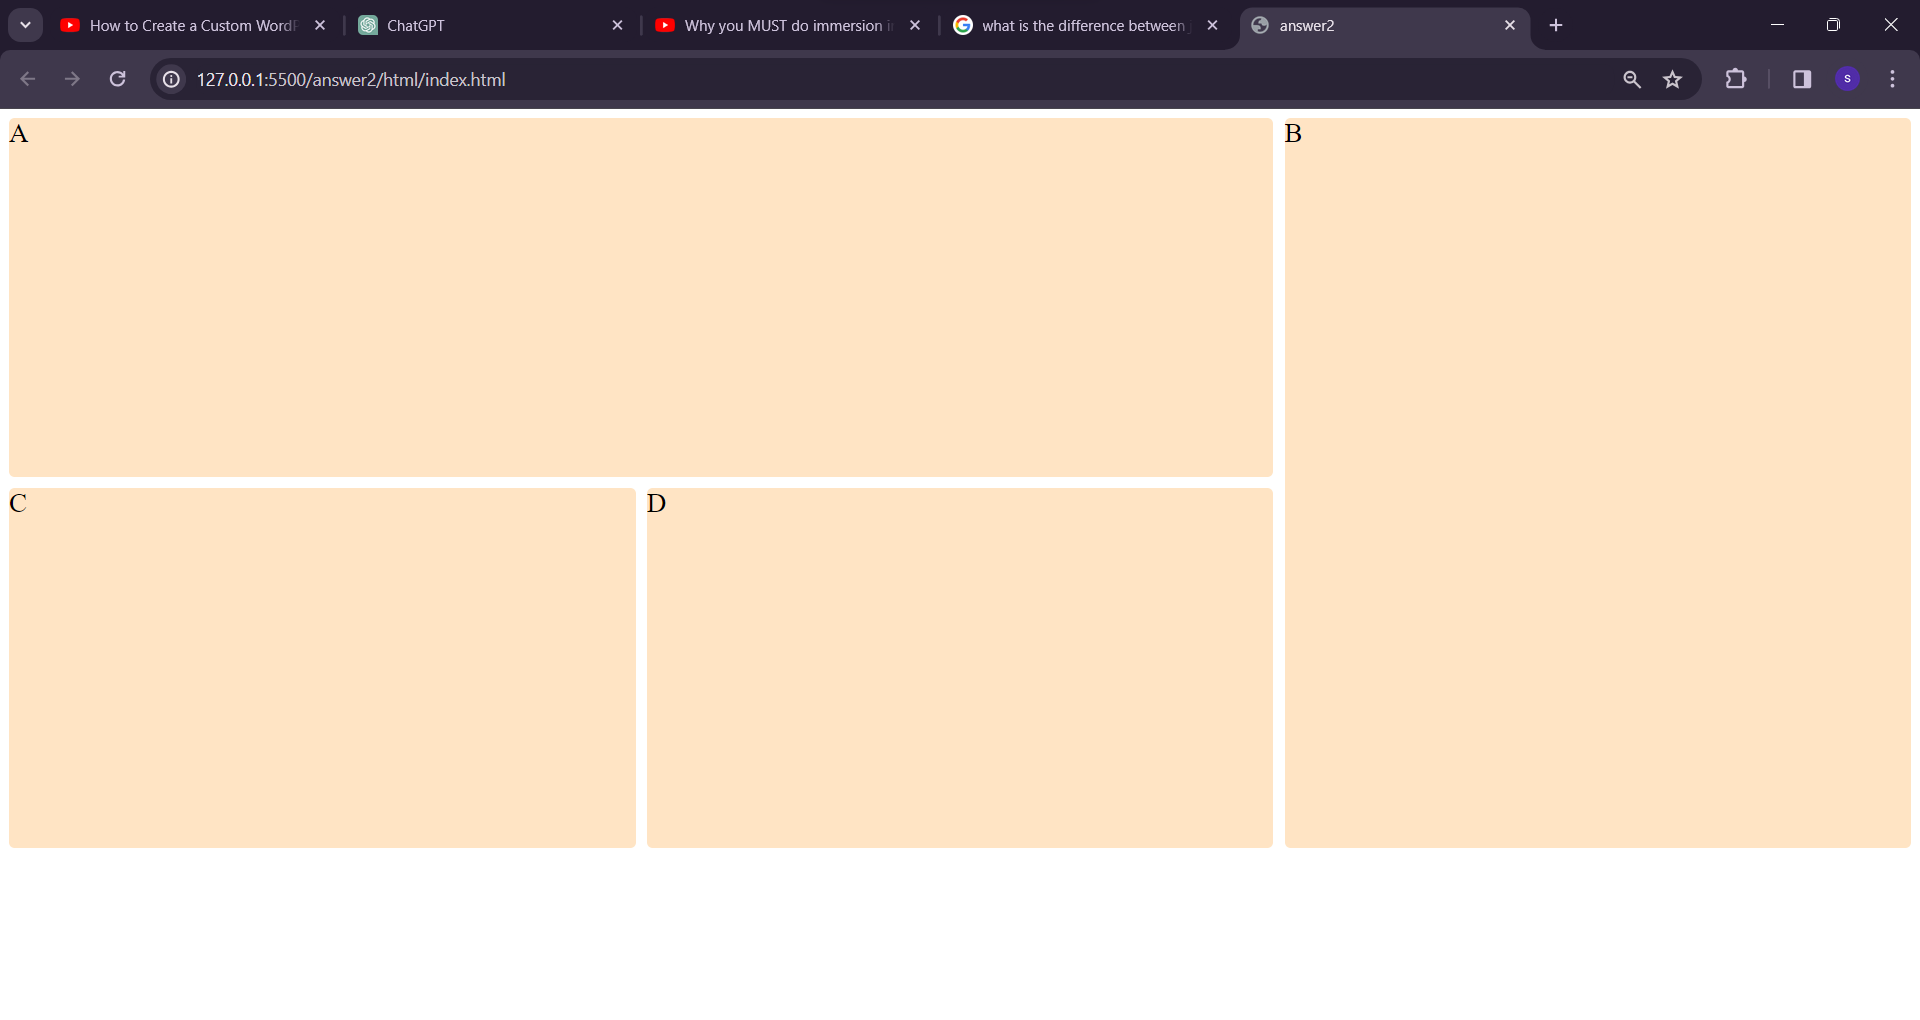 How to Create a Custom WordP
ChatGPT
Why you MUST do immersion i
what is the difference between
answer2
127.0.0.1:5500/answer2/html/index.html
S
A
B
C
D